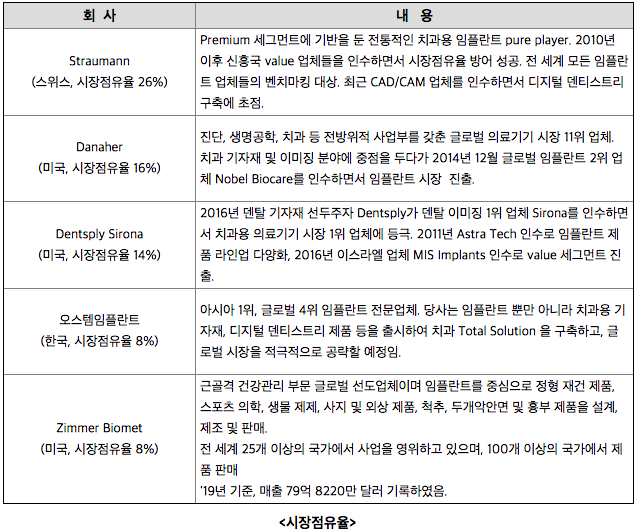 회 사
내 용
Straumann
(스위스, 시장점유율 26%)
Premium 세그먼트에 기반을 둔 전통적인 치과용 임플란트 pure player. 2010년
이후 신흥국 value 업체들을 인수하면서 시장점유율 방어 성공. 전 세계 모든 임플란
트 업체들의 벤치마킹 대상. 최근 CAD/CAM 업체를 인수하면서 디지털 덴티스트리
구축에 초점.
Danaher
(미국, 시장점유율 16%)
진단, 생명공학, 치과 등 전방위적 사업부를 갖춘 글로벌 의료기기 시장 11위 업체.
치과 기자재 및 이미징 분야에 중점을 두다가 2014년 12월 글로벌 임플란트 2위 업
체 Nobel Biocare를 인수하면서 임플란트 시장 진출.
Dentsply Sirona
(미국, 시장점유율 14%)
2016년 덴탈 기자재 선두주자 Dentsply가 덴탈 이미징 1위 업체 Sirona를 인수하면
서 치과용 의료기기 시장 1위 업체에 등극. 2011년 Astra Tech 인수로 임플란트 제
품 라인업 다양화, 2016년 이스라엘 업체 MIS Implants 인수로 value 세그먼트 진
출.
오스템임플란트
(한국, 시장점유율 8%)
아시아 1위, 글로벌 4위 임플란트 전문업체. 당사는 임플란트 뿐만 아니라 치과용 기
자재, 디지털 덴티스트리 제품 등을 출시하여 치과 Total Solution 을 구축하고, 글
로벌 시장을 적극적으로 공략할 예정임.
Zimmer Biomet
(미국, 시장점유율 8%)
근골격 건강관리 부문 글로벌 선도업체이며 임플란트를 중심으로 정형 재건 제품,
스포츠 의학, 생물 제제, 사지 및 외상 제품, 척추, 두개악안면 및 흉부 제품을 설계,
제조 및 판매.
전 세계 25개 이상의 국가에서 사업을 영위하고 있으며, 100개 이상의 국가에서 제
품 판매
'19년 기준, 매출 79억 8220만 달러 기록하였음.
<시장점유율>